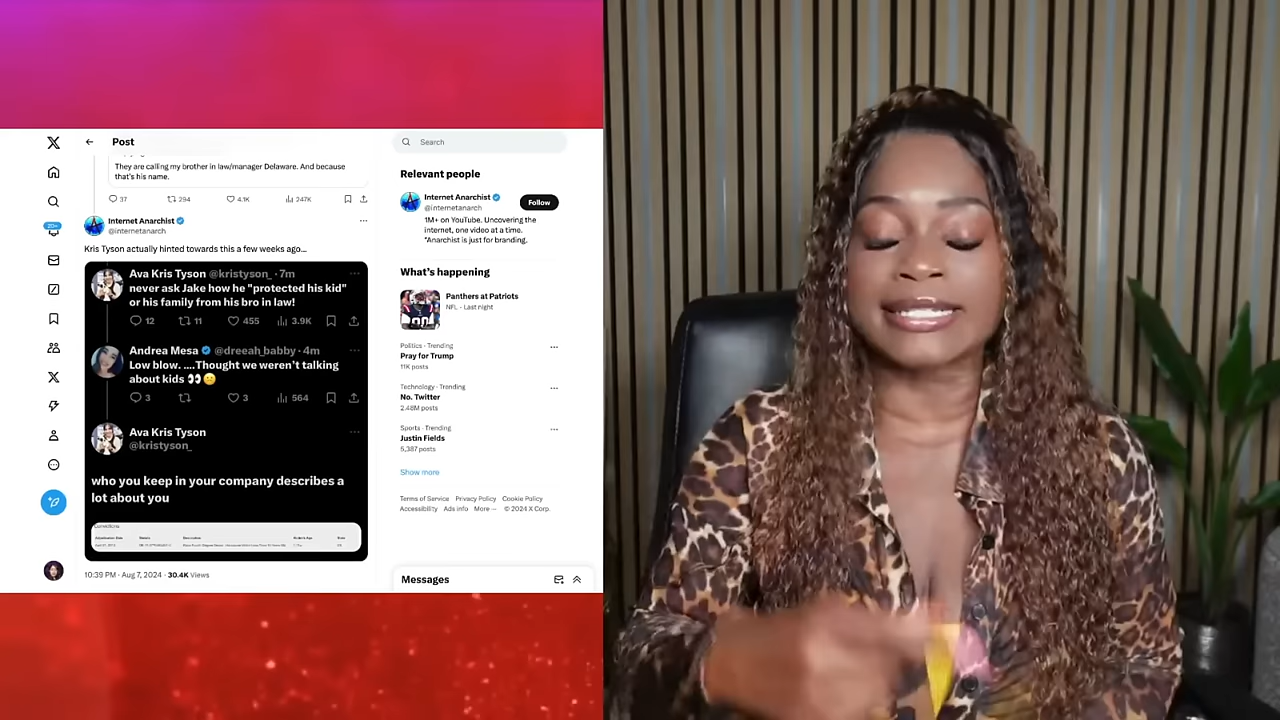 Post
Search
They are calling my brother in law/manager Delaware. And because
that's his name.
37
294
4.1K
247K
Internet Anarchist
@internetanarch
Kris Tyson actually hinted towards this a few weeks ago...
Ava Kris Tyson @kristyson_ · 7m
never ask Jake how he "protected his kid"
or his family from his bro in law!
12
11
455
3.9K
Andrea Mesa @dreeah_babby · 4m
Low blow. ....Thought we weren't talking
about kids 👀🤭
3
3
564
Ava Kris Tyson
@kristyson_
who you keep in your company describes a
lot about you
10:39 PM · Aug 7, 2024 · 30.4K Views
20+
Relevant people
Internet Anarchist
@internetanarch
Follow
1M+ on YouTube. Uncovering the
internet, one video at a time.
"Anarchist is just for branding,
What's happening
Panthers at Patriots
NFL · Last night
Politics · Trending
Pray for Trump
11K posts
Technology · Trending
No. Twitter
2.48M posts
Sports · Trending
Justin Fields
5,387 posts
Show more
Terms of Service Privacy Policy Cookie Policy
Accessibility Ads info More ··· © 2024 X Corp.
Messages